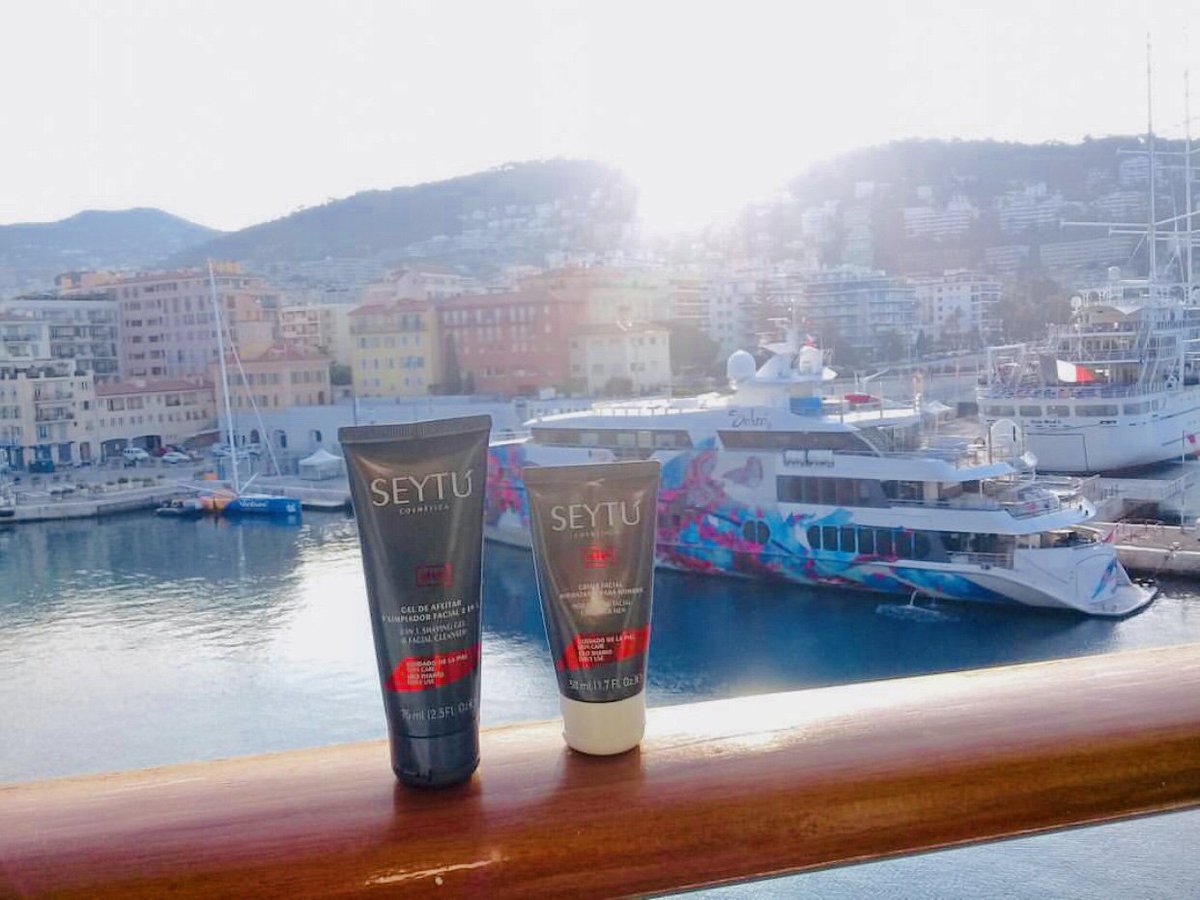 SEYTÚ
COSMÉTICA
GEL DE AFEITAR
Y LIMPIADOR FACIAL 2 EN 1
2 IN 1 SHAVING GEL
& FACIAL CLEANSER
CUIDADO DE LA PIEL
SKIN CARE
USO DIARIO
DAILY USE
75 ml (2.5 Fl. Oz.)
SEYTÚ
COSMÉTICA
CREMA FACIAL
HIDRATANTE PARA HOMBRE
CUIDADO DE LA PIEL
SKIN CARE
USO DIARIO
DAILY USE
50 ml (1.7 Fl. Oz.)